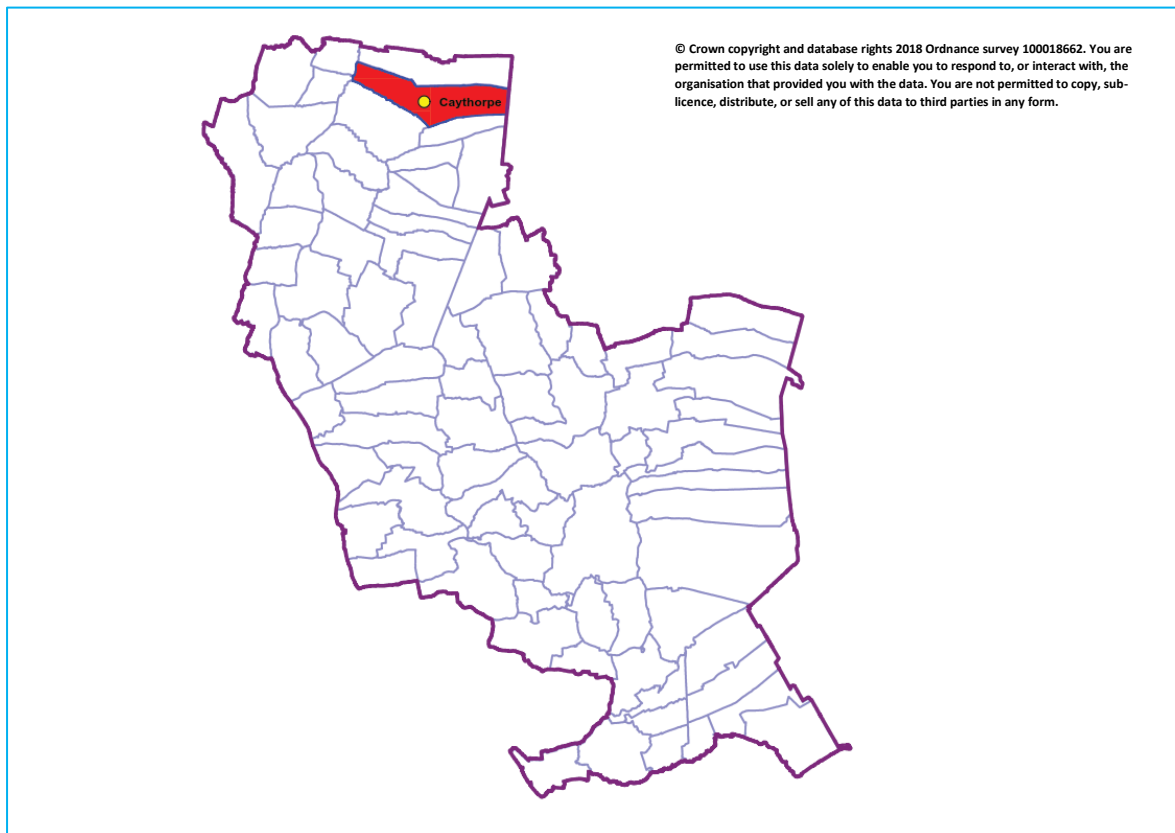 © Crown copyright and database rights 2018 Ordnance survey 100018662. You are
permitted to use this data solely to enable you to respond to, or interact with, the
organisation that provided you with the data. You are not permitted to copy, sub-
licence, distribute, or sell any of this data to third parties in any form.
Caythorpe